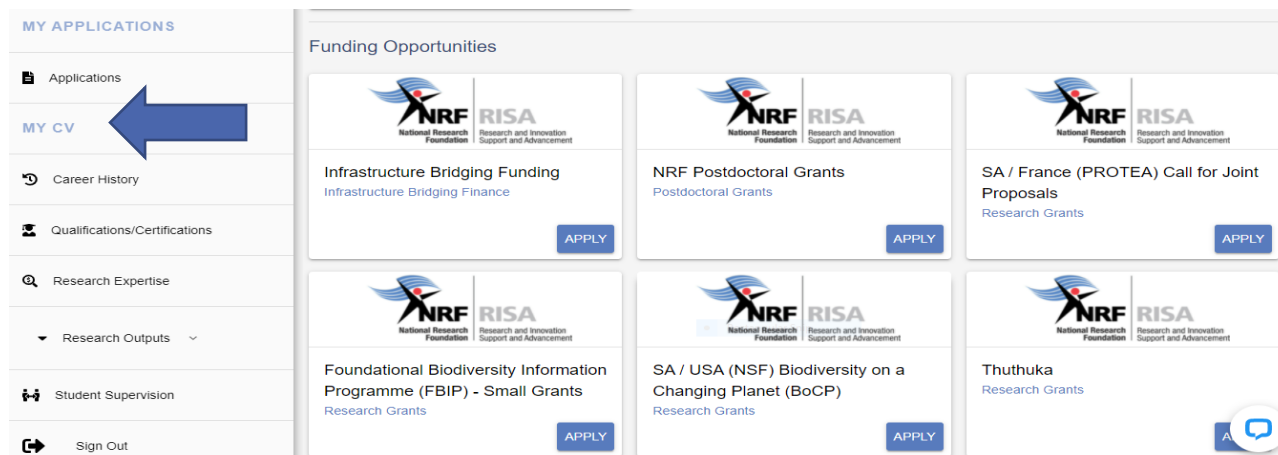 MY APPLICATIONS
Applications
MY CV
Career History
Qualifications/Certifications
Research Expertise
Research Outputs
Student Supervision
Sign Out
Funding Opportunities
NRF RISA
National Research Foundation
Research and Innovation
Support and Advancement
Infrastructure Bridging Funding
Infrastructure Bridging Finance
APPLY
NRF RISA
National Research Foundation
Research and Innovation
Support and Advancement
NRF Postdoctoral Grants
Postdoctoral Grants
APPLY
NRF RISA
National Research Foundation
Research and Innovation
Support and Advancement
SA / France (PROTEA) Call for Joint
Proposals
Research Grants
APPLY
NRF RISA
National Research Foundation
Research and Innovation
Support and Advancement
Foundational Biodiversity Information
Programme (FBIP) - Small Grants
Research Grants
APPLY
NRF RISA
National Research Foundation
Research and Innovation
Support and Advancement
SA / USA (NSF) Biodiversity on a
Changing Planet (BoCP)
Research Grants
APPLY
NRF RISA
National Research Foundation
Research and Innovation
Support and Advancement
Thuthuka
Research Grants